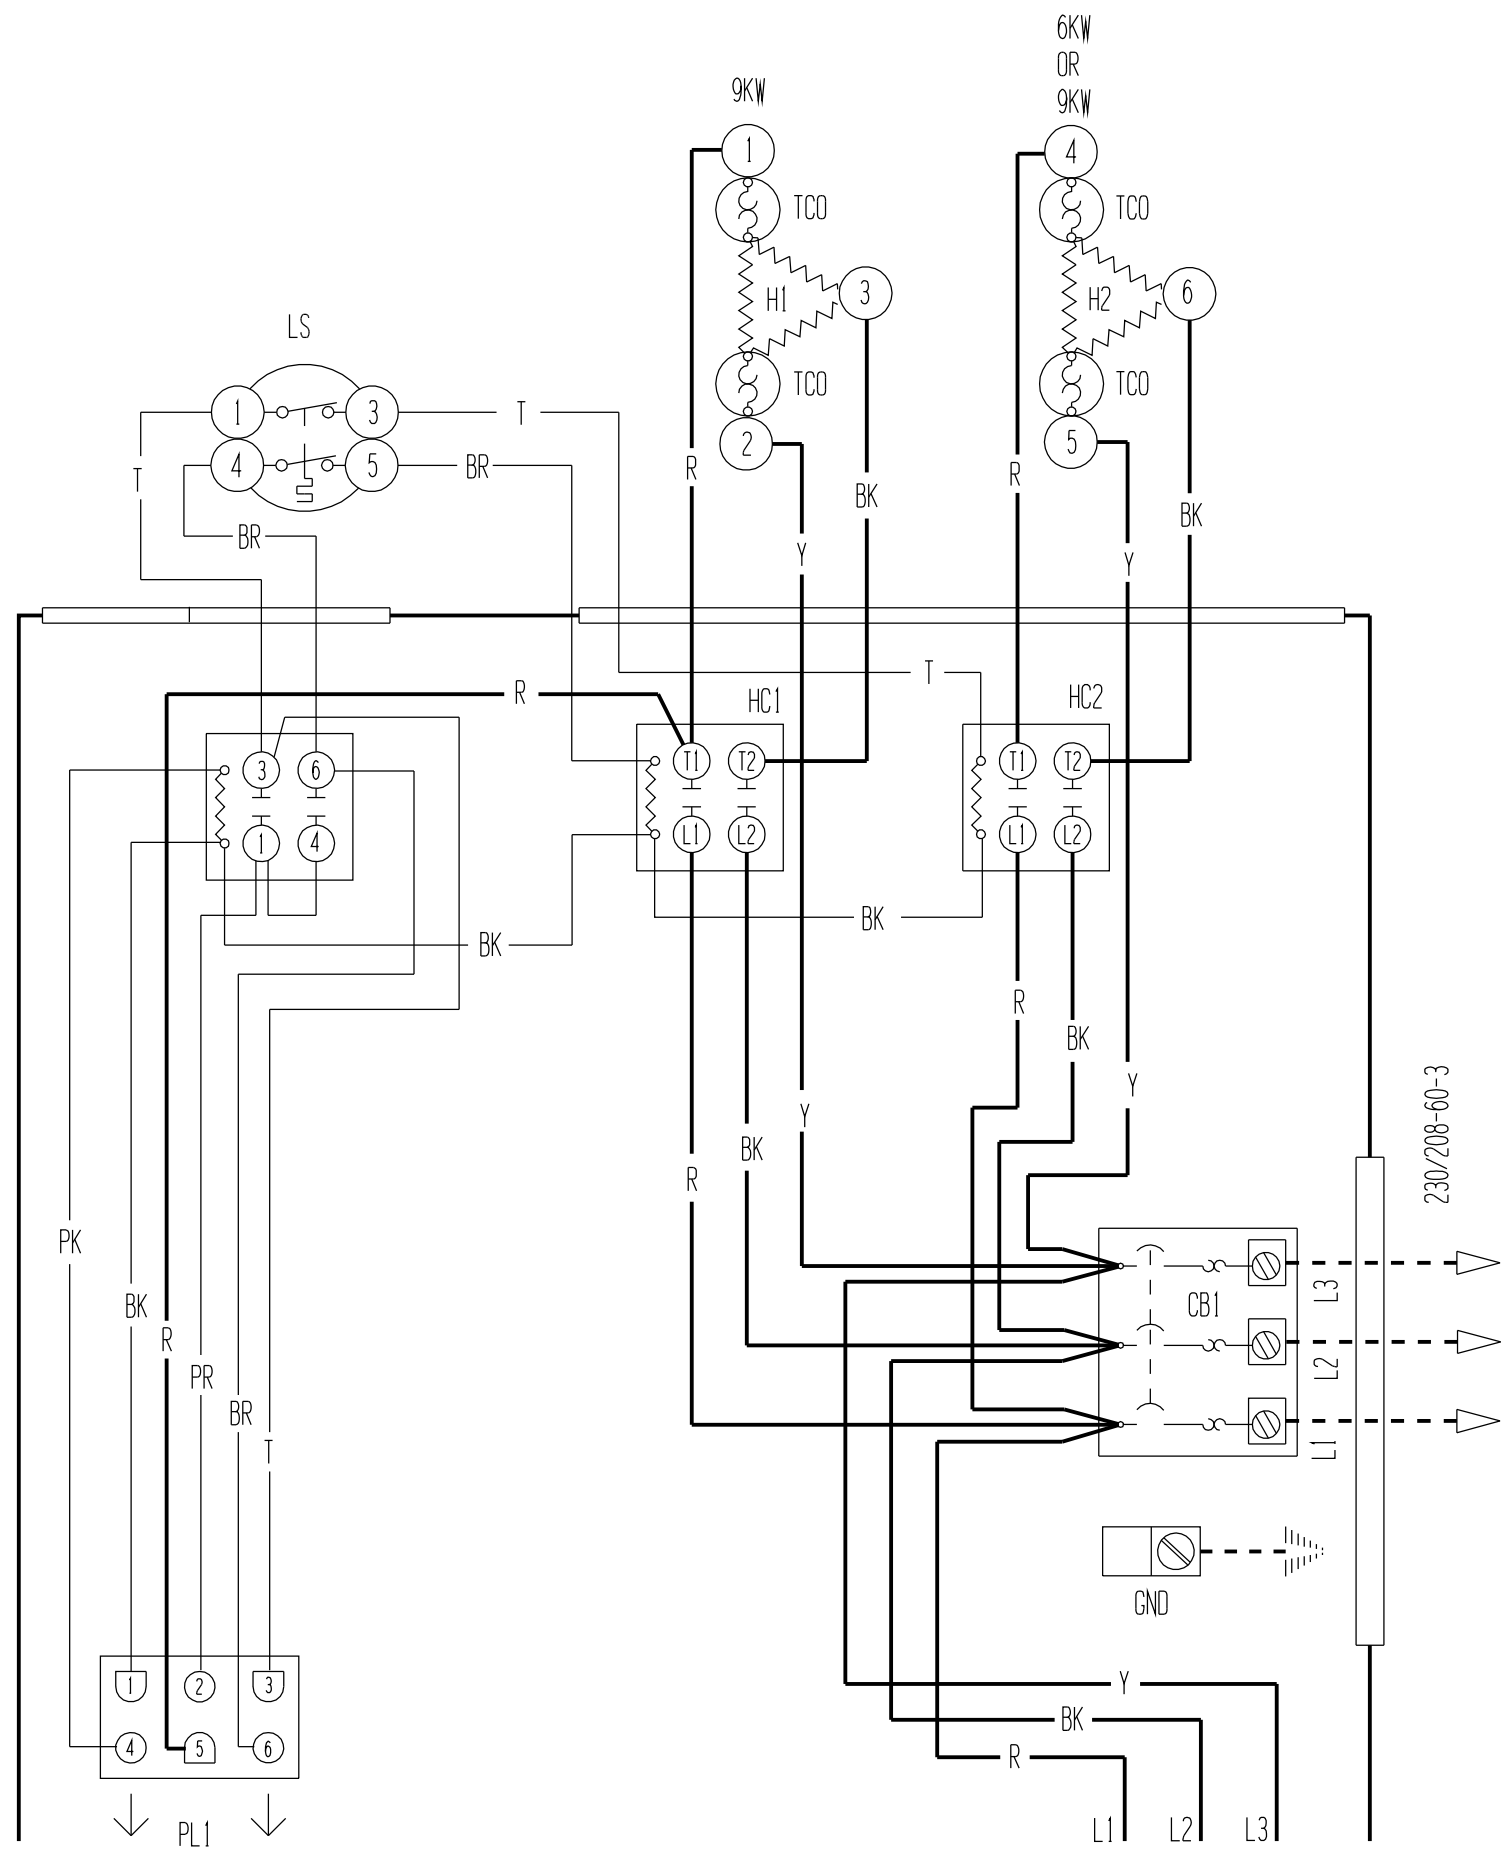 6KW
OR
9KW
9KW
1
4
TCO
TCO
H1
3
H2
6
LS
TCO
TCO
1
3
T
2
5
4
5
BR
R
R
T
BK
BK
BR
Y
Y
T
R
HC1
HC2
3
6
T1
T2
T1
T2
1
4
L1
L2
L1
L2
BK
BK
R
BK
Y
Y
230/208-60-3
BK
R
PK
L3
CB1
BK
R
L2
PR
BR
T
L1
GND
1
2
3
Y
BK
4
5
6
R
PL1
L1
L2
L3